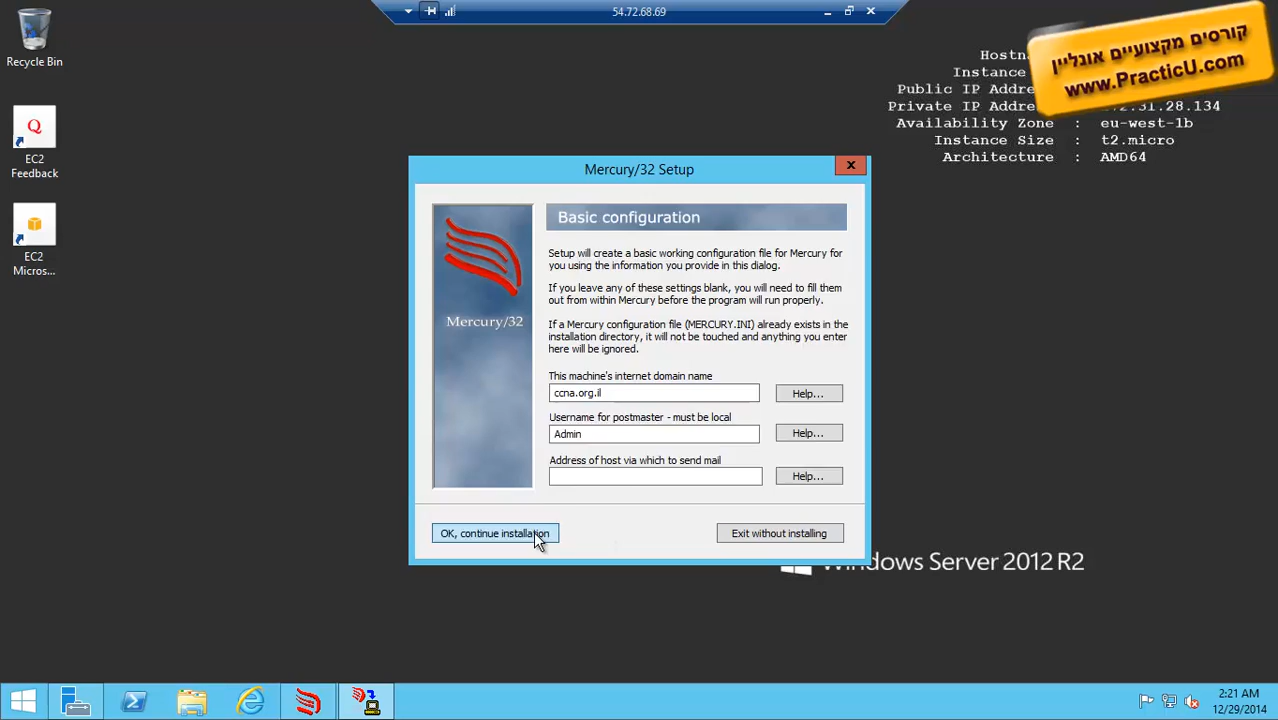 54.72.68.69
Recycle Bin
EC2
Feedback
EC2
Micros...
קורסים מקצועיים אונליין
www.PracticU.com
Hostn
Instance
Public IP Addre
Private IP Addre 2.31.28.134
Availability Zone : eu-west-1b
Instance Size : t2.micro
Architecture : AMD64
Mercury/32 Setup
Basic configuration
Mercury/32
Setup will create a basic working configuration file for Mercury for
you using the information you provide in this dialog.
If you leave any of these settings blank, you will need to fill them
out from within Mercury before the program will run properly.
If a Mercury configuration file (MERCURY.INI) already exists in the
installation directory, it will not be touched and anything you enter
here will be ignored.
This machine's internet domain name
ccna.org.il
Help...
Username for postmaster - must be local
Admin
Help...
Address of host via which to send mail
Help...
OK, continue installation
Exit without installing
Windows Server 2012 R2
2:21 AM
12/29/2014